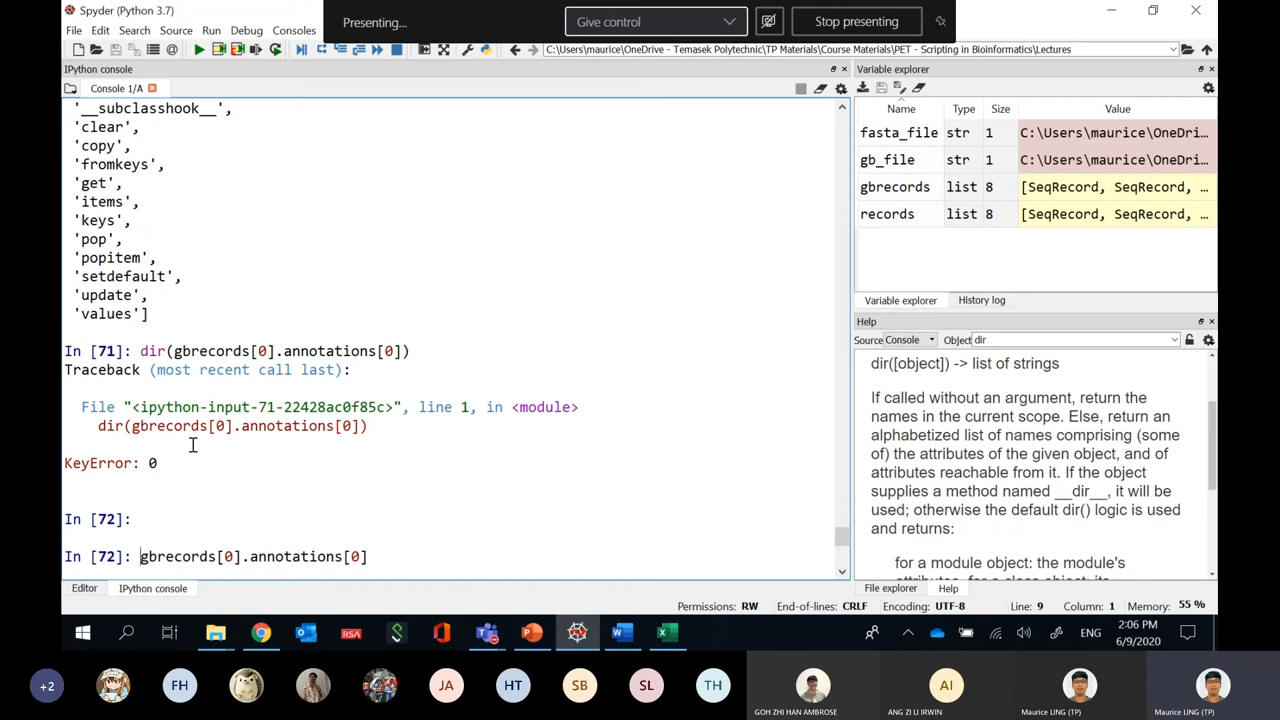 Spyder (Python 3.7)
Presenting...
Give control
Stop presenting
File Edit Search Source Run Debug Consoles
C:\Users\maurice\OneDrive - Temasek Polytechnic\TP Materials\Course Materials\PET - Scripting in Bioinformatics\Lectures
IPython console
Console 1/A
'__subclasshook__',
'clear',
'copy',
'fromkeys',
'get',
'items',
'keys',
'pop',
'popitem',
'setdefault',
'update',
'values']
In [71]: dir(gbrecords[0].annotations[0])
Traceback (most recent call last):
File "<ipython-input-71-22428ac0f85c>", line 1, in <module>
dir(gbrecords[0].annotations[0])
KeyError: 0
In [72]:
In [72]: gbrecords[0].annotations[0]
Editor IPython console
Variable explorer
Name Type Size Value
fasta_file str 1 C:\Users\maurice\OneDri...
gb_file str 1 C:\Users\maurice\OneDri...
gbrecords list 8 [SeqRecord, SeqRecord, ...
records list 8 [SeqRecord, SeqRecord, ...
Variable explorer History log
Help
Source Console Object dir
dir([object]) -> list of strings
If called without an argument, return the
names in the current scope. Else, return an
alphabetized list of names comprising (some
of) the attributes of the given object, and of
attributes reachable from it. If the object
supplies a method named __dir__, it will be
used; otherwise the default dir() logic is used
and returns:
for a module object: the module's
attributes. for a class object: its
File explorer Help
Permissions: RW End-of-lines: CRLF Encoding: UTF-8 Line: 9 Column: 1 Memory: 55 %
RSA
ENG
2:06 PM
6/9/2020
+2 FH JA HT SB SL TH AI
GOH ZHI HAN AMBROSE ANG ZI LI IRWIN Maurice LING (TP) Maurice LING (TP)